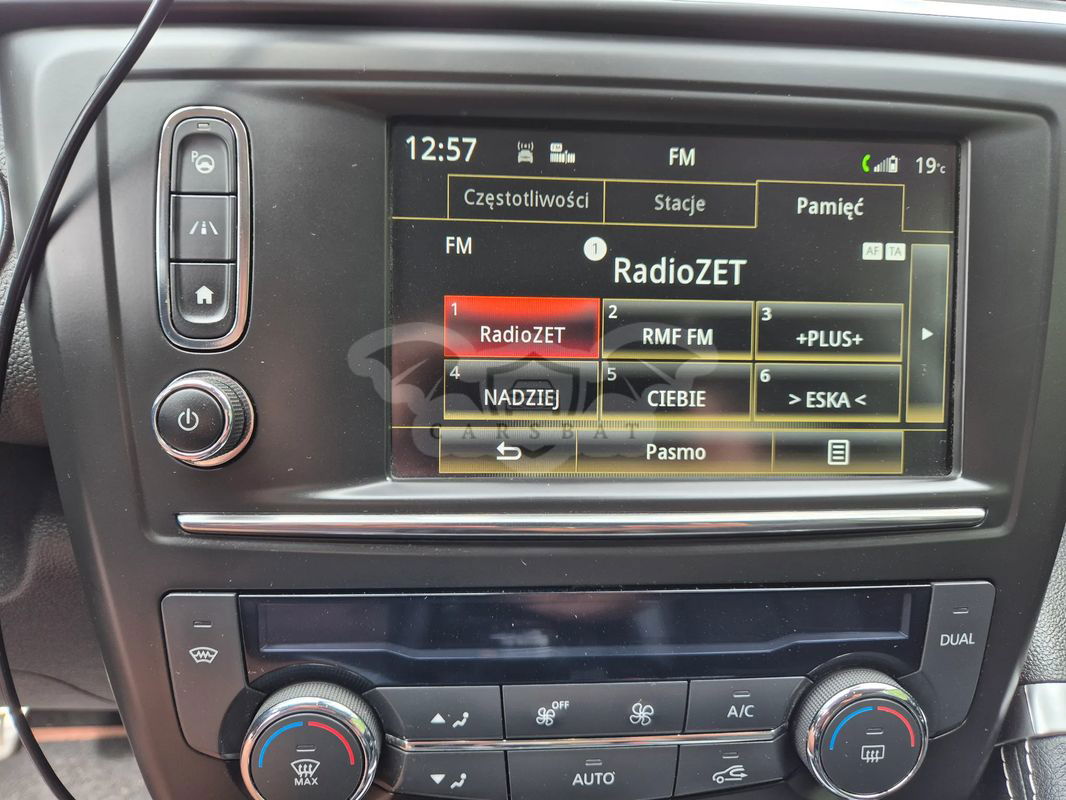 12:57 FM 19°C
Częstotliwości Stacje Pamięć
FM 1 AF TA
RadioZET
1 RadioZET 2 RMF FM 3 +PLUS+
4 NADZIEJ 5 CIEBIE 6 > ESKA <
CARSBAT
Pasmo
DUAL
OFF
A/C
MAX
AUTO